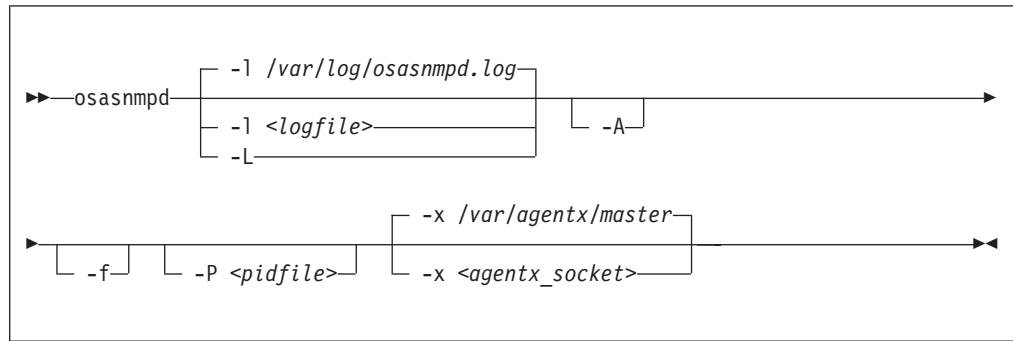 -l /var/log/osasnmpd.log
osasnmpd
-l <logfile>
-A
-L
-x /var/agentx/master
-f
-P <pidfile>
-x <agentx_socket>